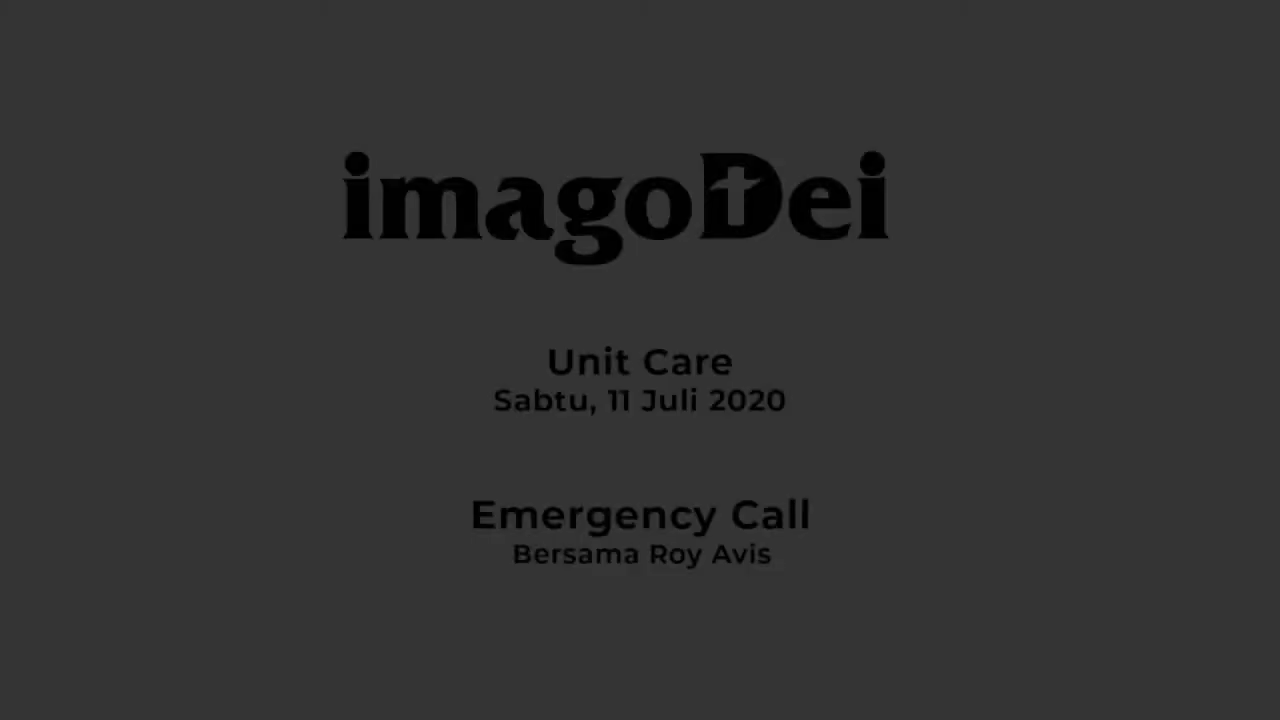 imagoDei
Unit Care
Sabtu, 11 Juli 2020
Emergency Call
Bersama Roy Avis